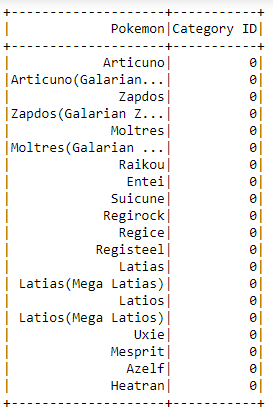 +--------------------+-----------+
|             Pokemon|Category ID|
+--------------------+-----------+
|            Articuno|          0|
|Articuno(Galarian...|          0|
|              Zapdos|          0|
|Zapdos(Galarian Z...|          0|
|             Moltres|          0|
|Moltres(Galarian ...|          0|
|              Raikou|          0|
|               Entei|          0|
|             Suicune|          0|
|            Regirock|          0|
|              Regice|          0|
|           Registeel|          0|
|              Latias|          0|
| Latias(Mega Latias)|          0|
|              Latios|          0|
| Latios(Mega Latios)|          0|
|                Uxie|          0|
|             Mesprit|          0|
|               Azelf|          0|
|             Heatran|          0|
+--------------------+-----------+